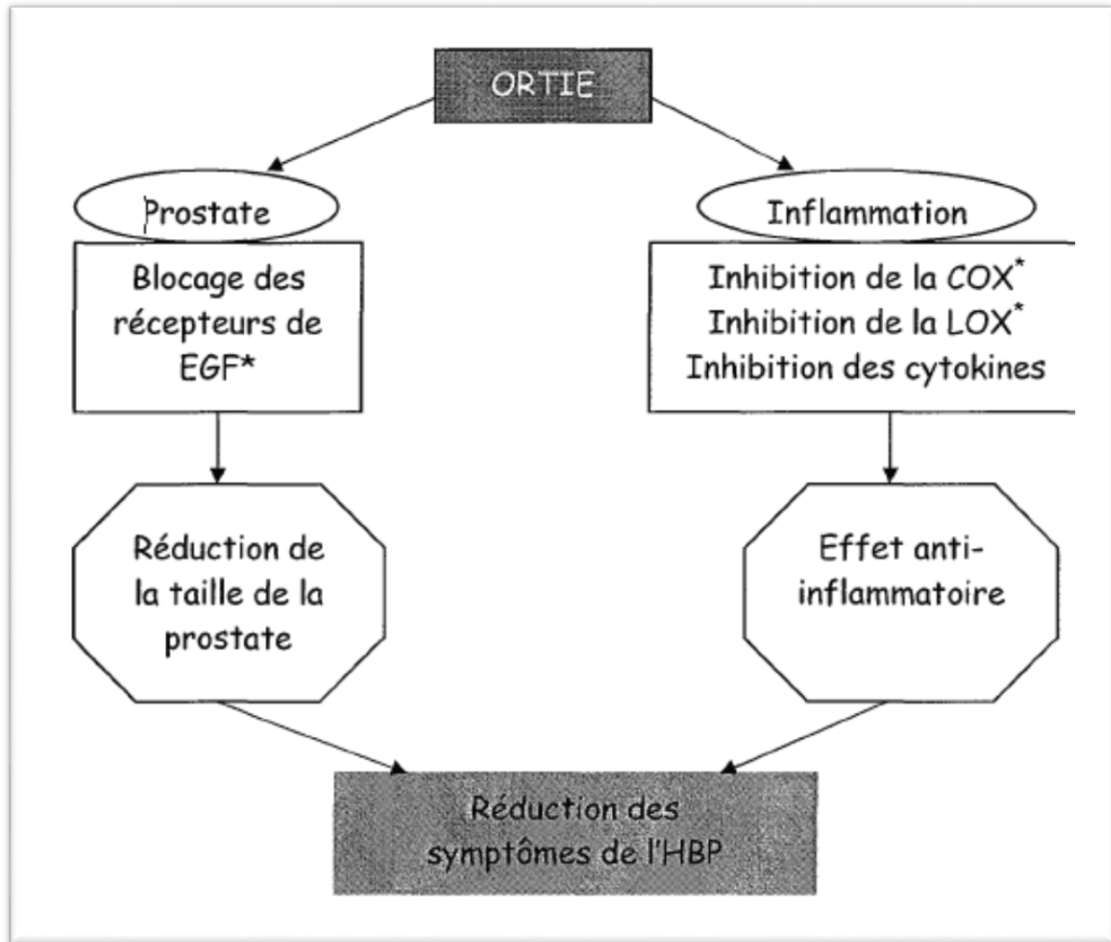 ORTIE
Prostate
Blocage des
récepteurs de
EGF*
Réduction de
la taille de la
prostate
Inflammation
Inhibition de la COX*
Inhibition de la LOX*
Inhibition des cytokines
Effet anti-
inflammatoire
Réduction des
symptômes de l'HBP